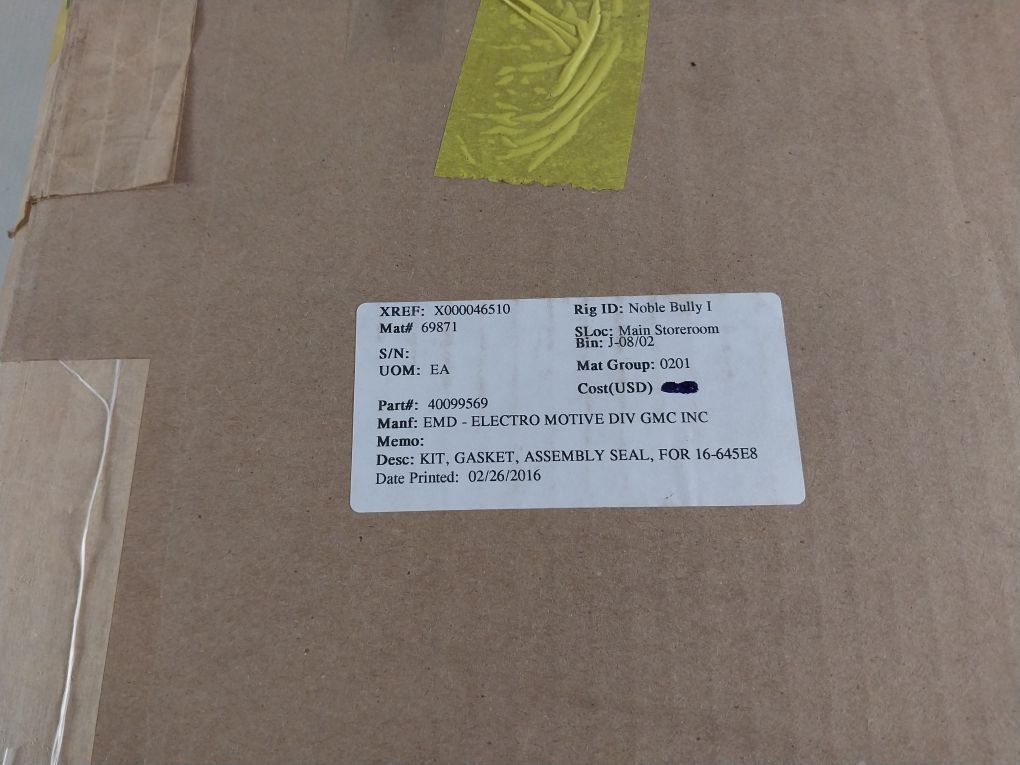 XREF: X000046510 Rig ID: Noble Bully I
Mat# 69871 SLoc: Main Storeroom
Bin: J-08/02
S/N:
UOM: EA Mat Group: 0201
Cost(USD)
Part#: 40099569
Manf: EMD - ELECTRO MOTIVE DIV GMC INC
Memo:
Desc: KIT, GASKET, ASSEMBLY SEAL, FOR 16-645E8
Date Printed: 02/26/2016